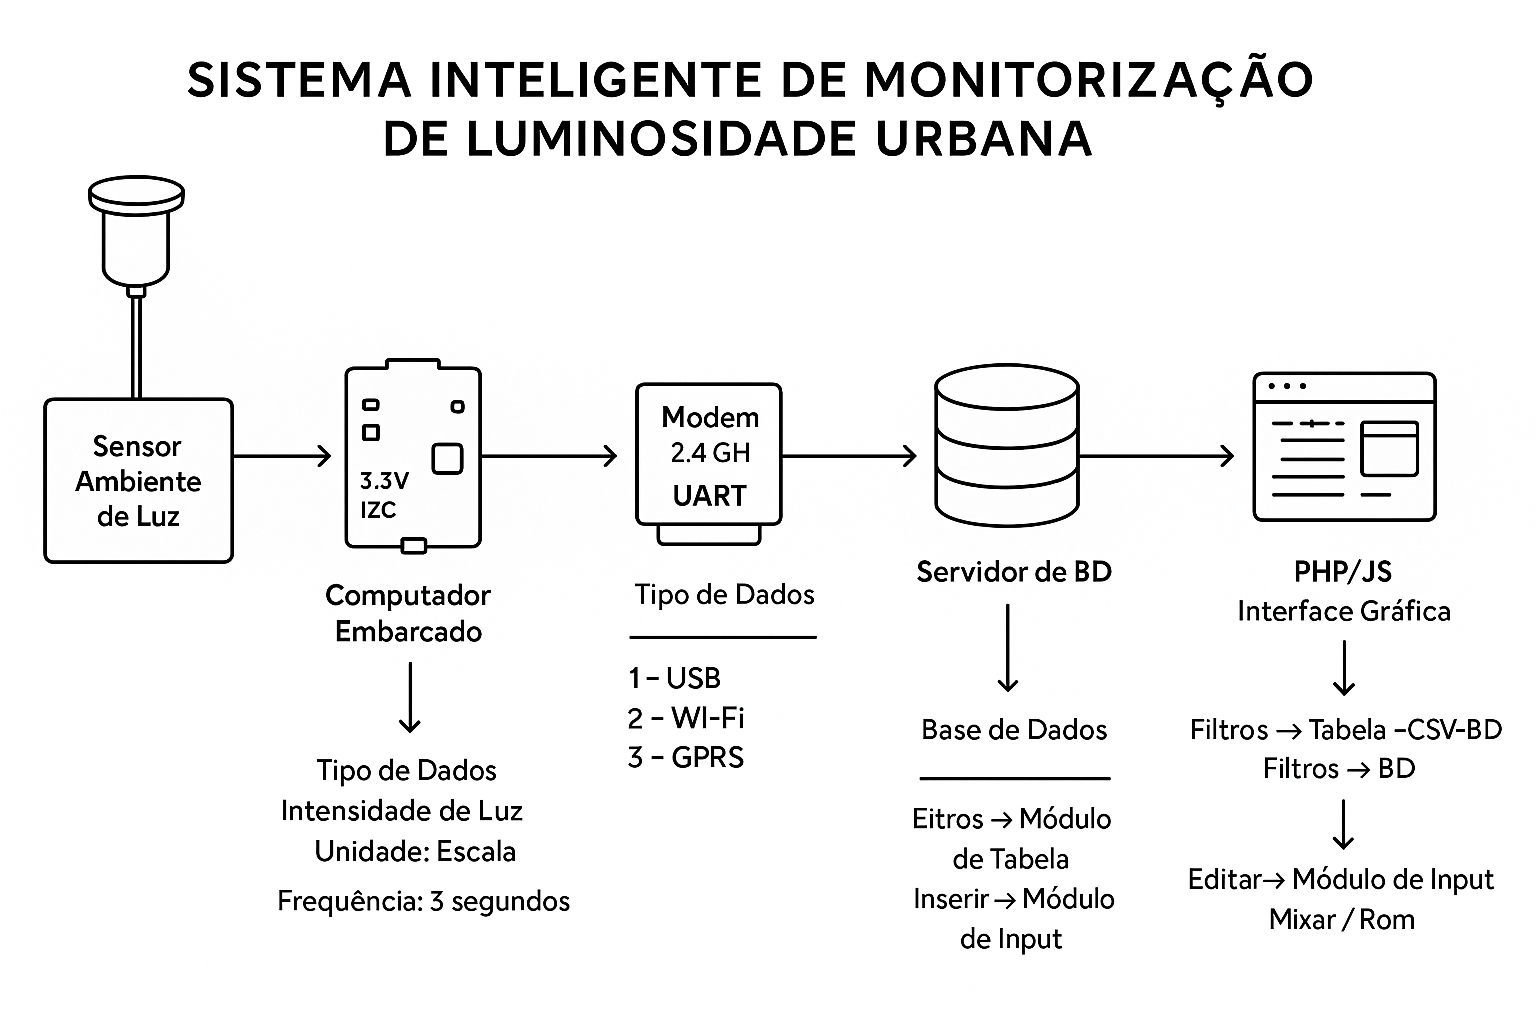 SISTEMA INTELIGENTE DE MONITORIZAÇÃO
DE LUMINOSIDADE URBANA
Sensor
Ambiente
de Luz
3.3V
IZC
Computador
Embarcado
Tipo de Dados
Intensidade de Luz
Unidade: Escala
Frequência: 3 segundos
Modem
2.4 GH
UART
Tipo de Dados
1 – USB
2 – WI-Fi
3 – GPRS
Servidor de BD
Base de Dados
Eitros → Módulo
de Tabela
Inserir → Módulo
de Input
PHP/JS
Interface Gráfica
Filtros → Tabela –CSV-BD
Filtros → BD
Editar→ Módulo de Input
Mixar / Rom